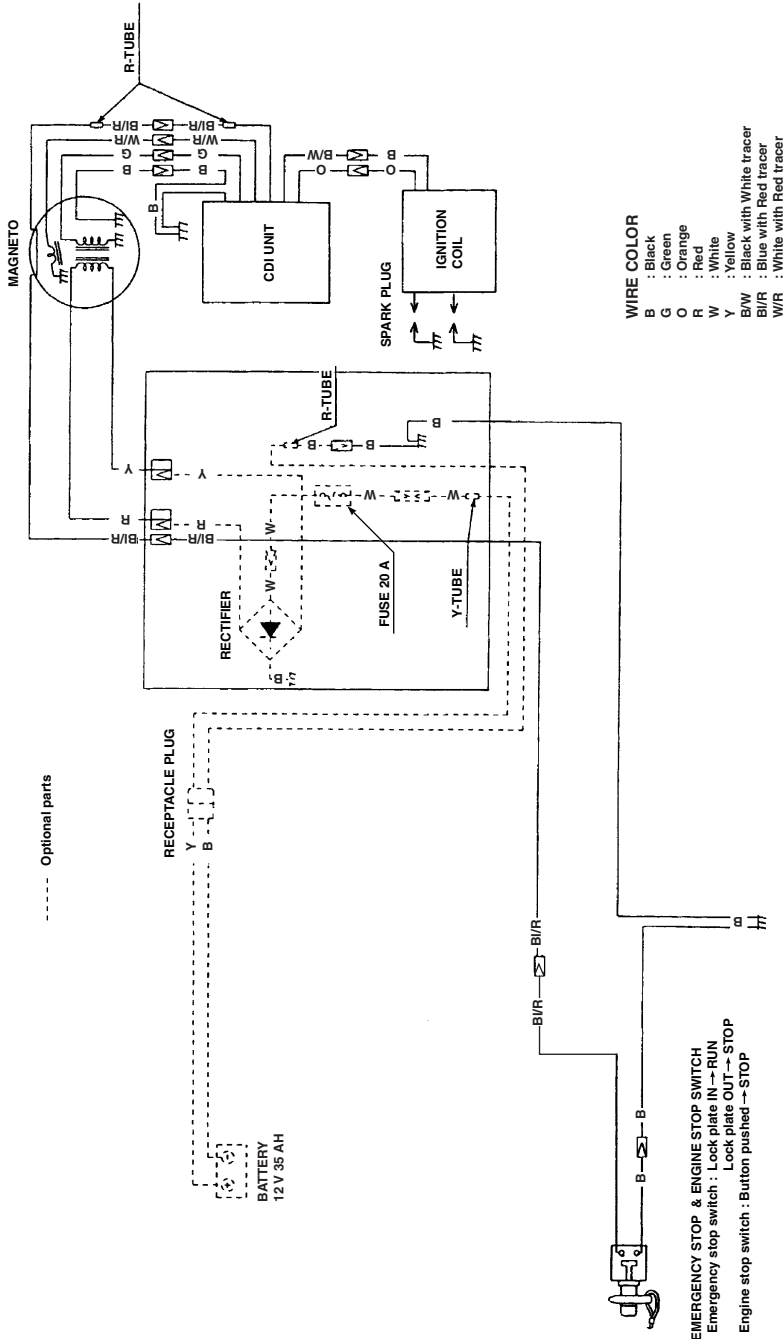 R-TUBE
MAGNETO
Bl/R
W/R
G
B
Bl/R
W/R
G
B
B
CDI UNIT
B/W
O
B
O
IGNITION
COIL
SPARK PLUG
WIRE COLOR
B : Black
G : Green
O : Orange
R : Red
W : White
Y : Yellow
B/W : Black with White tracer
Bl/R : Blue with Red tracer
W/R : White with Red tracer
Y
R
Bl/R
Y
R
Bl/R
R-TUBE
B
B
B
W
W
W
W
FUSE 20 A
Y-TUBE
RECTIFIER
B
---- Optional parts
RECEPTACLE PLUG
Y
B
BATTERY
12 V 35 AH
Bl/R
Bl/R
B
B
B
EMERGENCY STOP & ENGINE STOP SWITCH
Emergency stop switch : Lock plate IN → RUN
Lock plate OUT → STOP
Engine stop switch : Button pushed → STOP